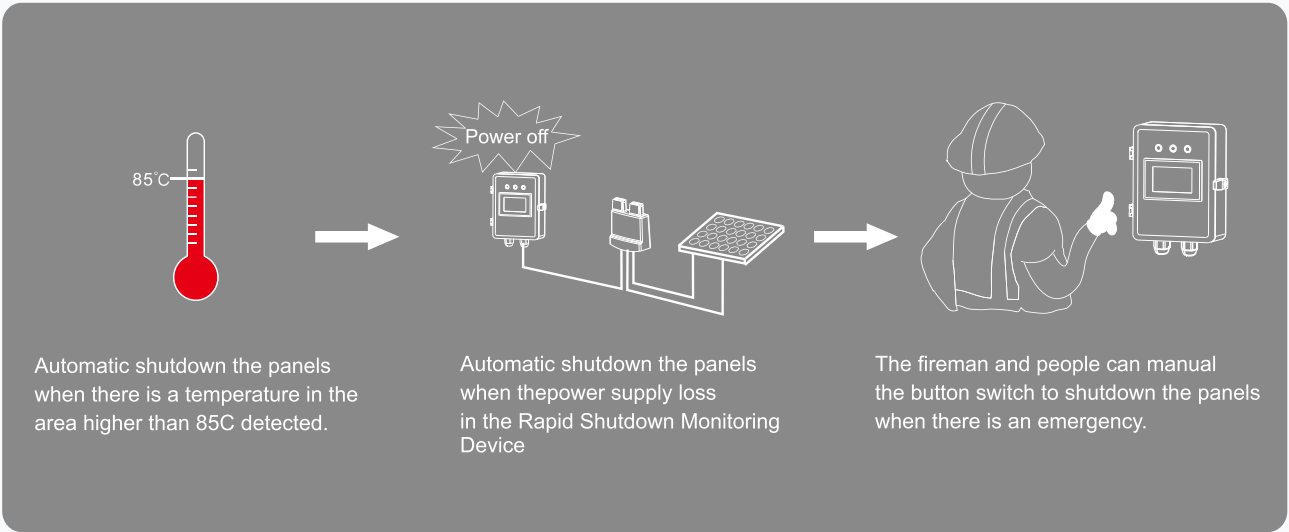 85°C
Automatic shutdown the panels
when there is a temperature in the
area higher than 85C detected.
Power off
Automatic shutdown the panels
when thepower supply loss
in the Rapid Shutdown Monitoring
Device
The fireman and people can manual
the button switch to shutdown the panels
when there is an emergency.